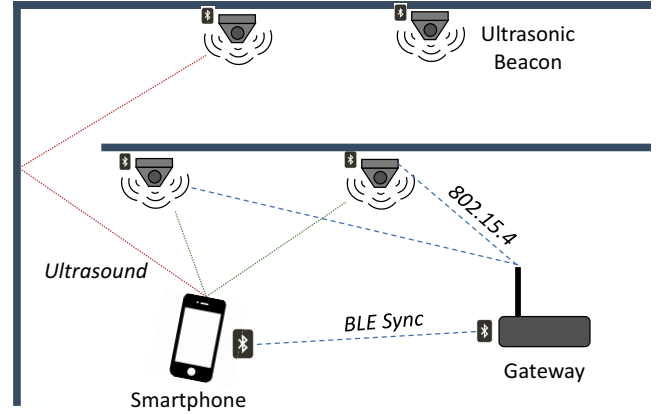 Ultrasonic
Beacon
802.15.4
Ultrasound
BLE Sync
Gateway
Smartphone